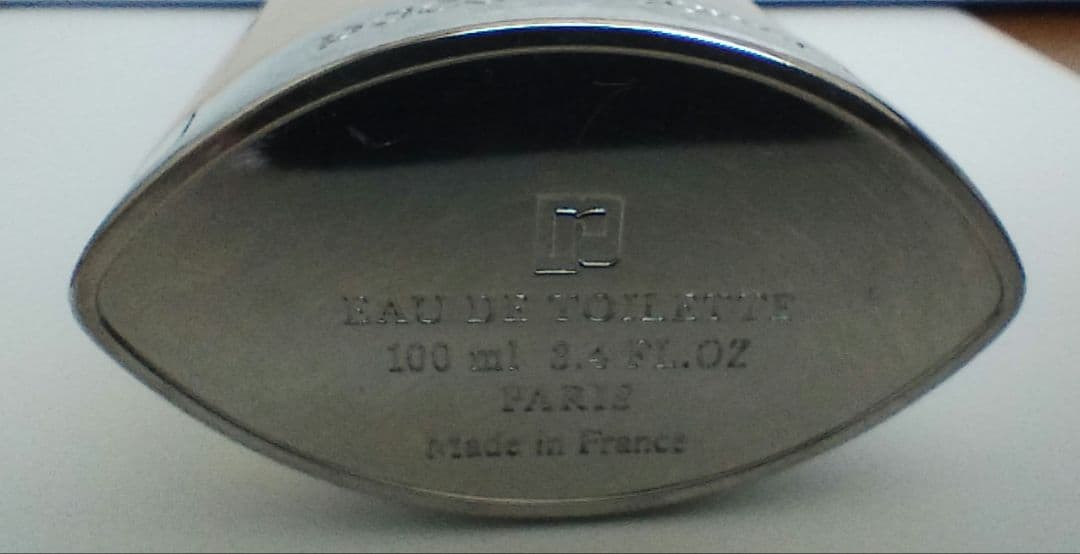 EAU DE TOILETTE
100 ml 3.4 FL.OZ
PARIS
Made in France